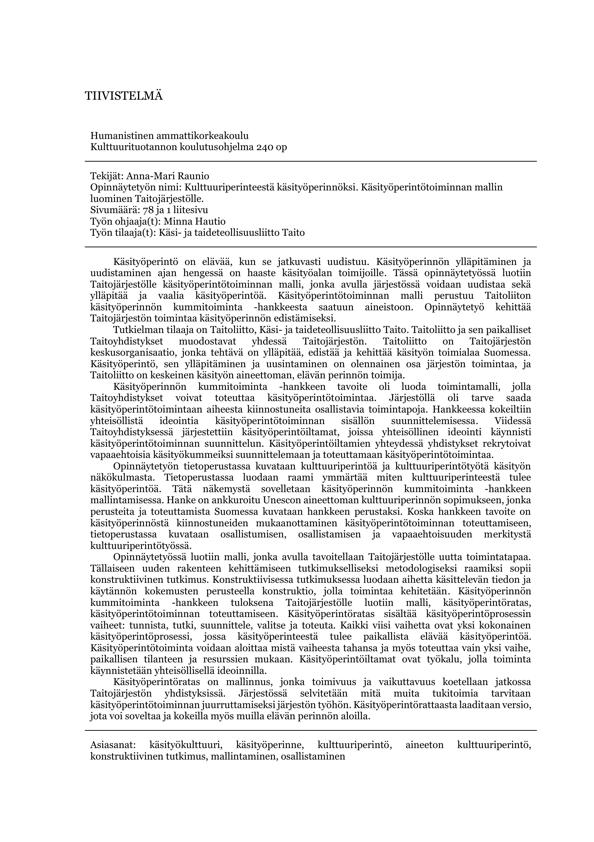 TIIVISTELMÄ
Humanistinen ammattikorkeakoulu
Kulttuurituotannon koulutusohjelma 240 op
Tekijät: Anna-Mari Raunio
Opinnäytetyön nimi: Kulttuuriperinteestä käsityöperinnöksi. Käsityöperintötoiminnan mallin
luominen Taitojärjestölle.
Sivumäärä: 78 ja 1 liitesivu
Työn ohjaaja(t): Minna Hautio
Työn tilaaja(t): Käsi- ja taideteollisuusliitto Taito
Käsityöperintö on elävää, kun se jatkuvasti uudistuu. Käsityöperinnön ylläpitäminen ja
uudistaminen ajan hengessä on haaste käsityöalan toimijoille. Tässä opinnäytetyössä luotiin
Taitojärjestölle käsityöperintötoiminnan malli, jonka avulla järjestössä voidaan uudistaa sekä
ylläpitää ja vaalia käsityöperintöä. Käsityöperintötoiminnan malli perustuu Taitoliiton
käsityöperinnön kummitoiminta -hankkeesta saatuun aineistoon. Opinnäytetyö kehittää
Taitojärjestön toimintaa käsityöperinnön edistämiseksi.
Tutkielman tilaaja on Taitoliitto, Käsi- ja taideteollisuusliitto Taito. Taitoliitto ja sen paikalliset
Taitoyhdistykset muodostavat yhdessä Taitojärjestön. Taitoliitto on Taitojärjestön
keskusorganisaatio, jonka tehtävä on ylläpitää, edistää ja kehittää käsityön toimialaa Suomessa.
Käsityöperintö, sen ylläpitäminen ja uusintaminen on olennainen osa järjestön toimintaa, ja
Taitoliitto on keskeinen käsityön aineettoman, elävän perinnön toimija.
Käsityöperinnön kummitoiminta -hankkeen tavoite oli luoda toimintamalli, jolla
Taitoyhdistykset voivat toteuttaa käsityöperintötoimintaa. Järjestöllä oli tarve saada
käsityöperintötoimintaan aiheesta kiinnostuneita osallistavia toimintapoja. Hankkeessa kokeiltiin
yhteisöllistä ideointia käsityöperintötoiminnan sisällön suunnittelemisessa. Viidessä
Taitoyhdistyksessä järjestettiin käsityöperintöiltamat, joissa yhteisöllinen ideointi käynnisti
käsityöperintötoiminnan suunnittelun. Käsityöperintöiltamien yhteydessä yhdistykset rekrytoivat
vapaaehtoisia käsityökummeiksi suunnittelemaan ja toteuttamaan käsityöperintötoimintaa.
Opinnäytetyön tietoperustassa kuvataan kulttuuriperintöä ja kulttuuriperintötyötä käsityön
näkökulmasta. Tietoperustassa luodaan raami ymmärtää miten kulttuuriperinteestä tulee
käsityöperintöä. Tätä näkemystä sovelletaan käsityöperinnön kummitoiminta -hankkeen
mallintamisessa. Hanke on ankkuroitu Unescon aineettoman kulttuuriperinnön sopimukseen, jonka
perusteita ja toteuttamista Suomessa kuvataan hankkeen perustaksi. Koska hankkeen tavoite on
käsityöperinnöstä kiinnostuneiden mukaanottaminen käsityöperintötoiminnan toteuttamiseen,
tietoperustassa kuvataan osallistumisen, osallistamisen ja vapaaehtoisuuden merkitystä
kulttuuriperintötyössä.
Opinnäytetyössä luotiin malli, jonka avulla tavoitellaan Taitojärjestölle uutta toimintatapaa.
Tällaiseen uuden rakenteen kehittämiseen tutkimukselliseksi metodologiseksi raamiksi sopii
konstruktiivinen tutkimus. Konstruktiivisessa tutkimuksessa luodaan aihetta käsittelevän tiedon ja
käytännön kokemusten perusteella konstruktio, jolla toimintaa kehitetään. Käsityöperinnön
kummitoiminta -hankkeen tuloksena Taitojärjestölle luotiin malli, käsityöperintöratas,
käsityöperintötoiminnan toteuttamiseen. Käsityöperintöratas sisältää käsityöperintöprosessin
vaiheet: tunnista, tutki, suunnittele, valitse ja toteuta. Kaikki viisi vaihetta ovat yksi kokonainen
käsityöperintöprosessi, jossa käsityöperinteestä tulee paikallista elävää käsityöperintöä.
Käsityöperintötoiminta voidaan aloittaa mistä vaiheesta tahansa ja myös toteuttaa vain yksi vaihe,
paikallisen tilanteen ja resurssien mukaan. Käsityöperintöiltamat ovat työkalu, jolla toiminta
käynnistetään yhteisöllisellä ideoinnilla.
Käsityöperintöratas on mallinnus, jonka toimivuus ja vaikuttavuus koetellaan jatkossa
Taitojärjestön yhdistyksissä. Järjestössä selvitetään mitä muita tukitoimia tarvitaan
käsityöperintötoiminnan juurruttamiseksi järjestön työhön. Käsityöperintörattaasta laaditaan versio,
jota voi soveltaa ja kokeilla myös muilla elävän perinnön aloilla.
Asiasanat: käsityökulttuuri, käsityöperinne, kulttuuriperintö, aineeton kulttuuriperintö,
konstruktiivinen tutkimus, mallintaminen, osallistaminen